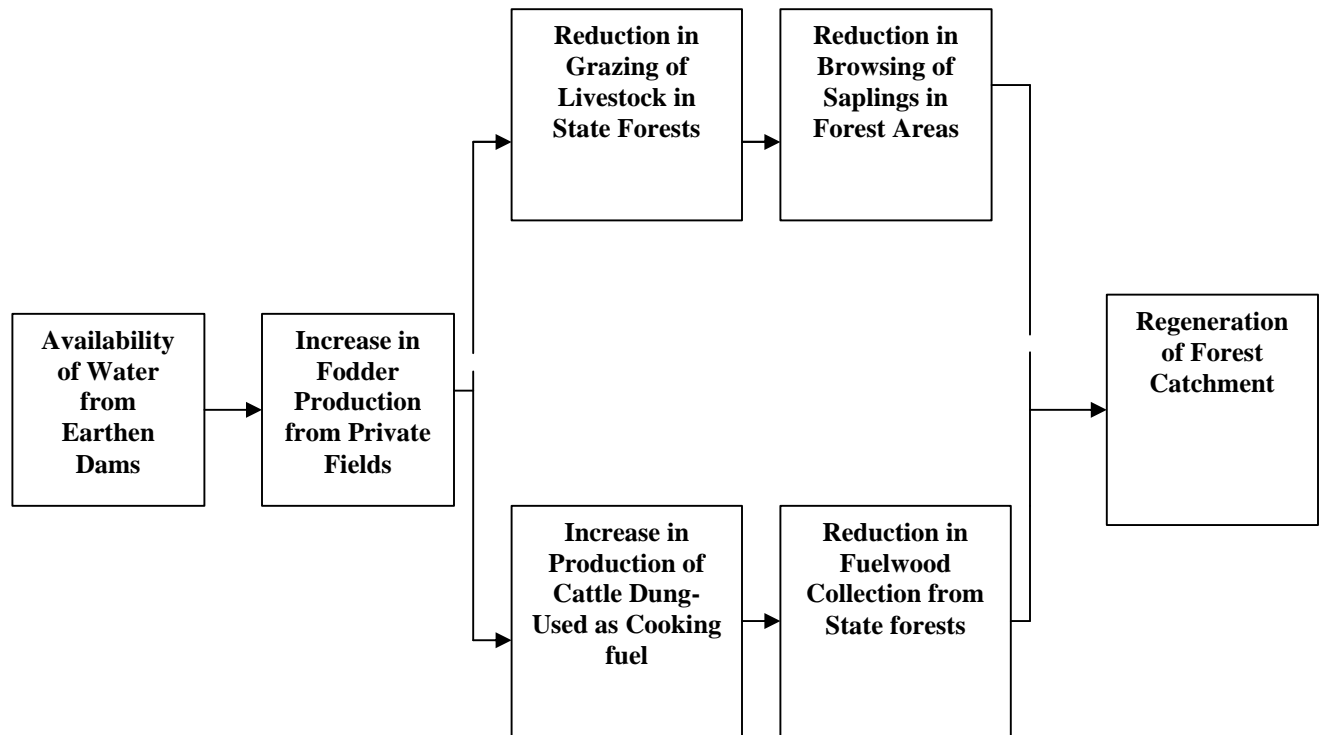 Reduction in
Grazing of
Livestock in
State Forests
Reduction in
Browsing of
Saplings in
Forest Areas
Availability
of Water
from
Earthen
Dams
Increase in
Fodder
Production
from Private
Fields
Regeneration
of Forest
Catchment
Increase in
Production of
Cattle Dung-
Used as Cooking
fuel
Reduction in
Fuelwood
Collection from
State forests